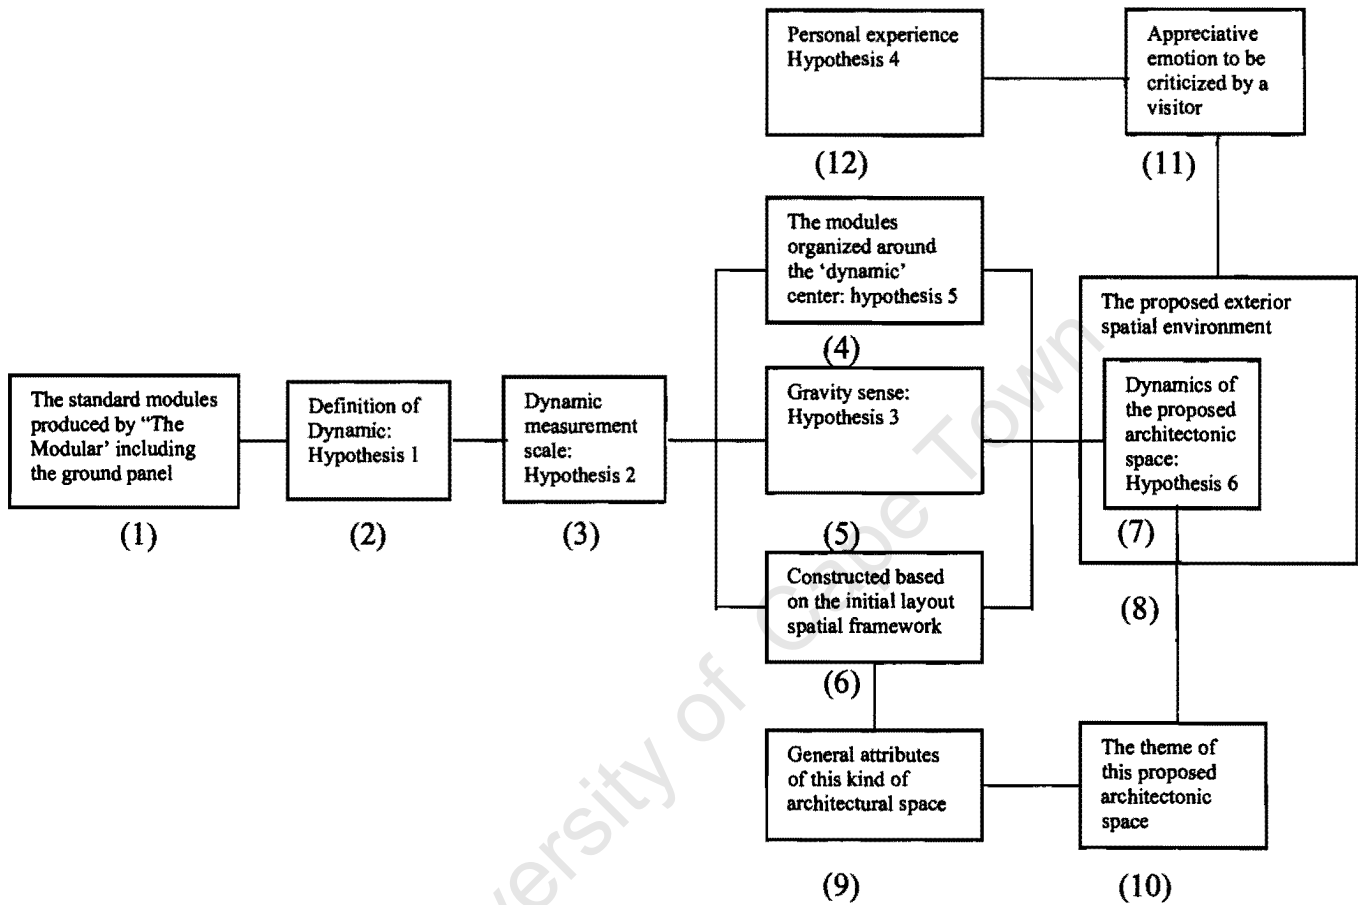 Personal experience
Hypothesis 4
(12)
Appreciative
emotion to be
criticized by a
visitor
(11)
The modules
organized around
the ‘dynamic’
center: hypothesis 5
(4)
The proposed exterior
spatial environment
The standard modules
produced by “The
Modular’ including
the ground panel
(1)
Definition of
Dynamic:
Hypothesis 1
(2)
Dynamic
measurement
scale:
Hypothesis 2
(3)
Gravity sense:
Hypothesis 3
(5)
Dynamics of
the proposed
architectonic
space:
Hypothesis 6
(7)
(8)
Constructed based
on the initial layout
spatial framework
(6)
General attributes
of this kind of
architectural space
(9)
The theme of
this proposed
architectonic
space
(10)
versity of Cape Town